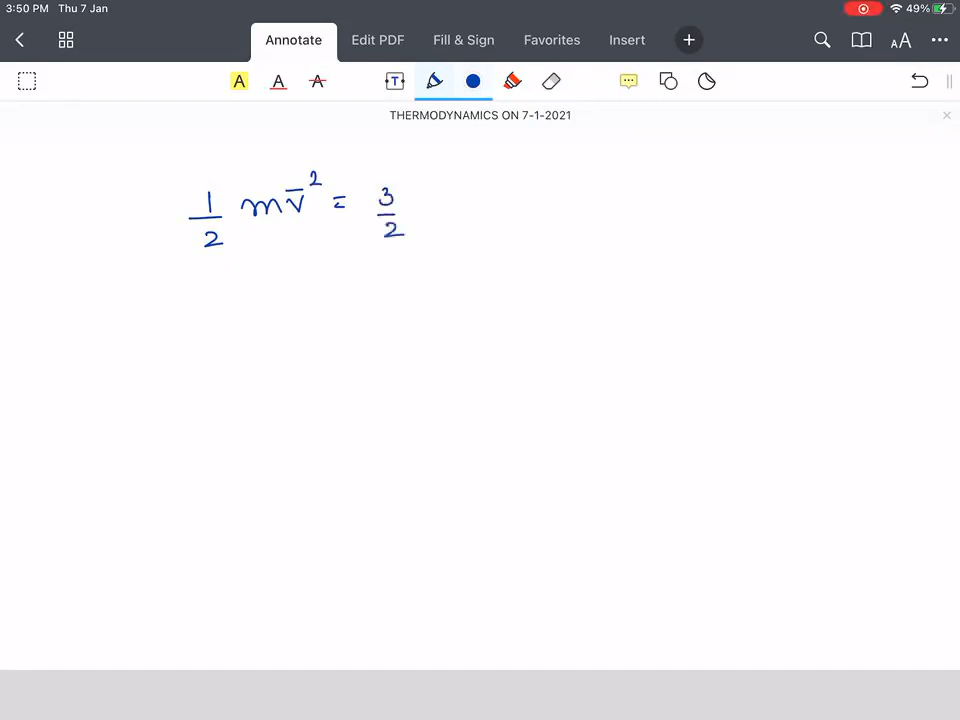 3:50 PM Thu 7 Jan 49%
Annotate Edit PDF Fill & Sign Favorites Insert + AA
A A A T
THERMODYNAMICS ON 7-1-2021
1/2 m v̅² = 3/2